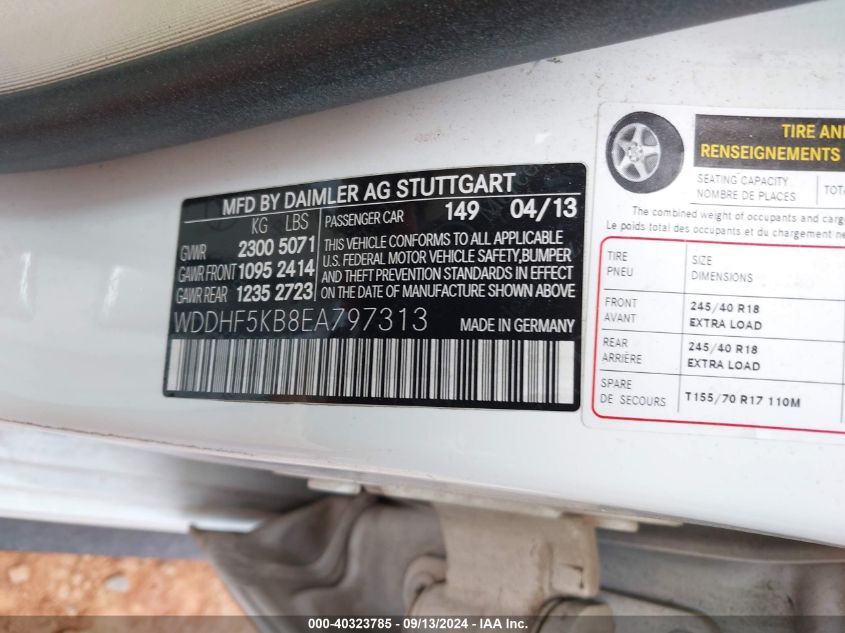 MFD BY DAIMLER AG STUTTGART
KG LBS
PASSENGER CAR 149 04/13
GVWR 2300 5071
GAWR FRONT 1095 2414
GAWR REAR 1235 2723
THIS VEHICLE CONFORMS TO ALL APPLICABLE
U.S. FEDERAL MOTOR VEHICLE SAFETY,BUMPER
AND THEFT PREVENTION STANDARDS IN EFFECT
ON THE DATE OF MANUFACTURE SHOWN ABOVE
WDDHF5KB8EA797313 MADE IN GERMANY
TIRE AND
RENSEIGNEMENTS
SEATING CAPACITY
NOMBRE DE PLACES
The combined weight of occupants and
Le poids total des occupants et du chargement
TIRE SIZE
PNEU DIMENSIONS
FRONT 245/40 R18
AVANT EXTRA LOAD
REAR 245/40 R18
ARRIÈRE EXTRA LOAD
SPARE
DE SECOURS T155/70 R17 110M
000-40323785 - 09/13/2024 - IAA Inc.